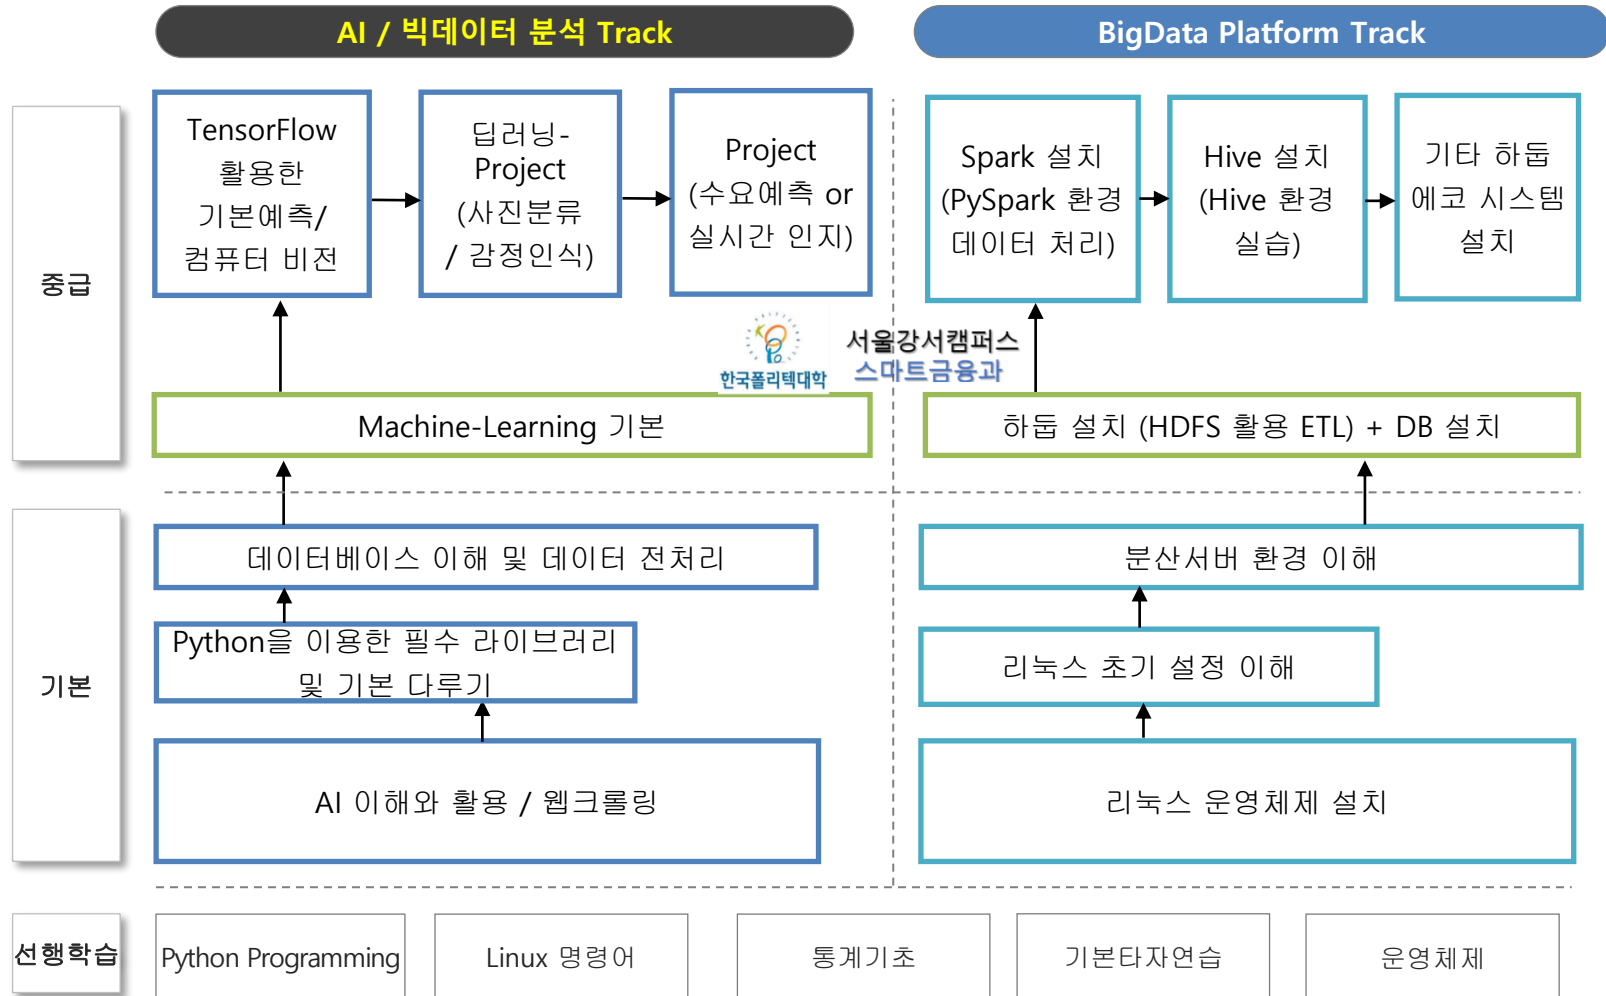 AI / 빅데이터 분석 Track
BigData Platform Track
중급
TensorFlow
활용한
기본예측/
컴퓨터 비전
딥러닝-
Project
(사진분류
/ 감정인식)
Project
(수요예측 or
실시간 인지)
Spark 설치
(PySpark 환경
데이터 처리)
Hive 설치
(Hive 환경
실습)
기타 하둡
에코 시스템
설치
한국폴리텍대학
서울강서캠퍼스
스마트금융과
Machine-Learning 기본
하둡 설치 (HDFS 활용 ETL) + DB 설치
기본
데이터베이스 이해 및 데이터 전처리
분산서버 환경 이해
Python을 이용한 필수 라이브러리
및 기본 다루기
리눅스 초기 설정 이해
AI 이해와 활용 / 웹크롤링
리눅스 운영체제 설치
선행학습
Python Programming
Linux 명령어
통계기초
기본타자연습
운영체제